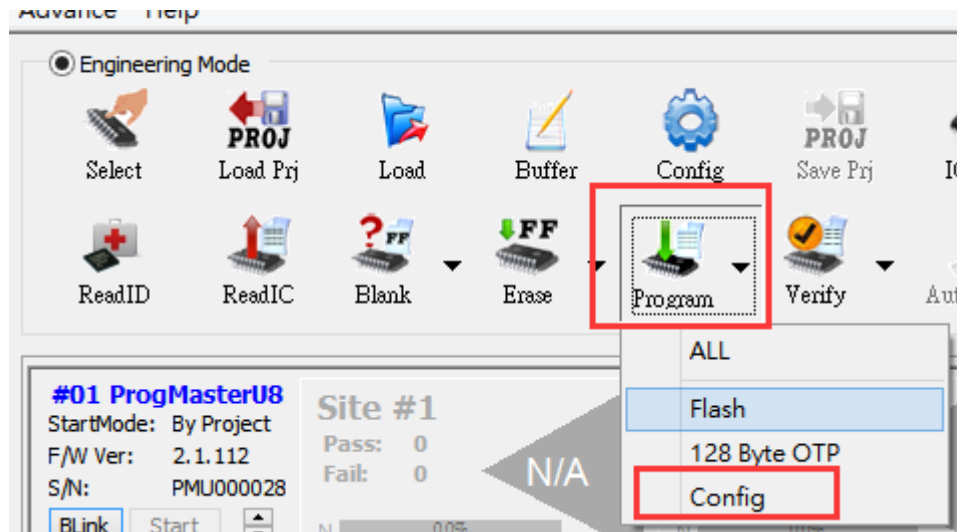 Advance Help
Engineering Mode
PROJ PROJ
Select Load Prj Load Buffer Config Save Prj
? FF FF
ReadID ReadIC Blank Erase Program Verify
ALL
Flash
128 Byte OTP
Config
#01 ProgMasterU8
StartMode: By Project
F/W Ver: 2.1.112
S/N: PMU000028
BLink Start
Site #1
Pass: 0
Fail: 0
N/A